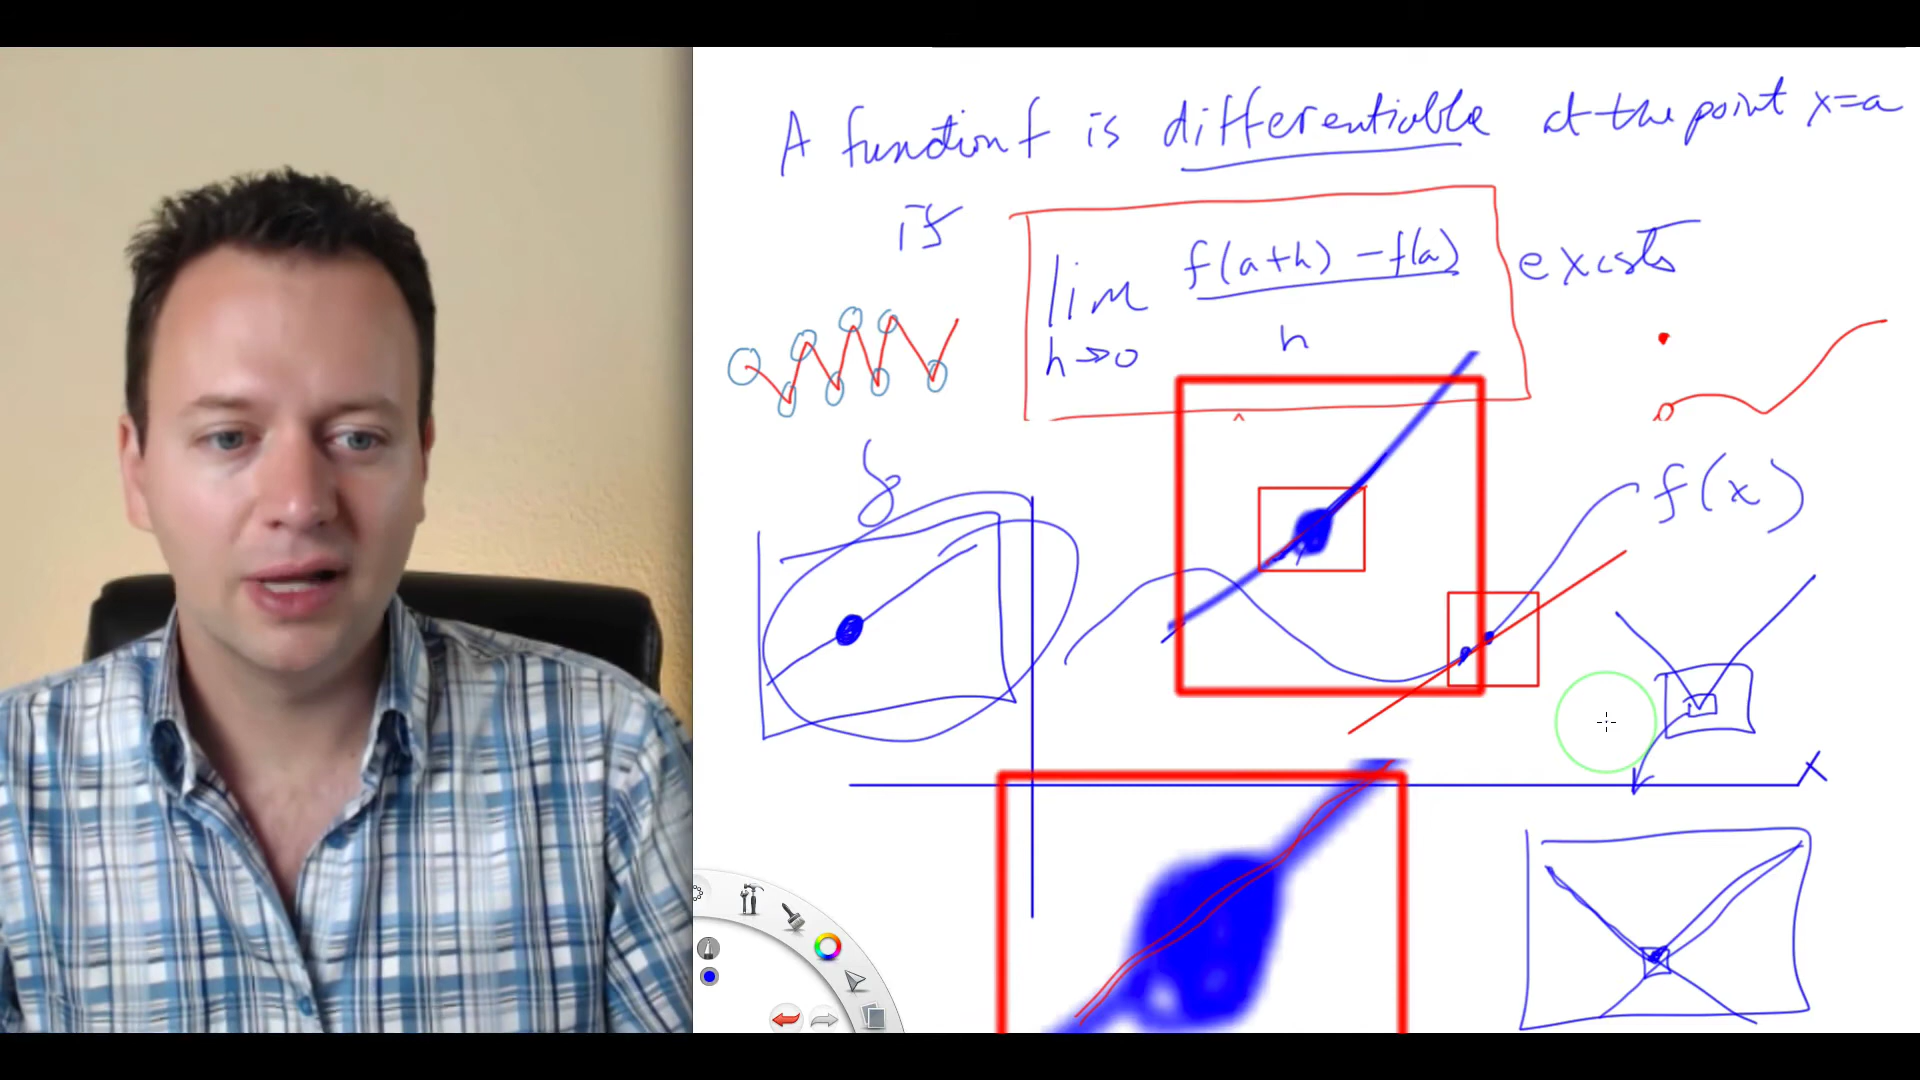 A function f is differentiable at the point x=a
if lim h→0 f(a+h) - f(a) / h exists
f(x)
x